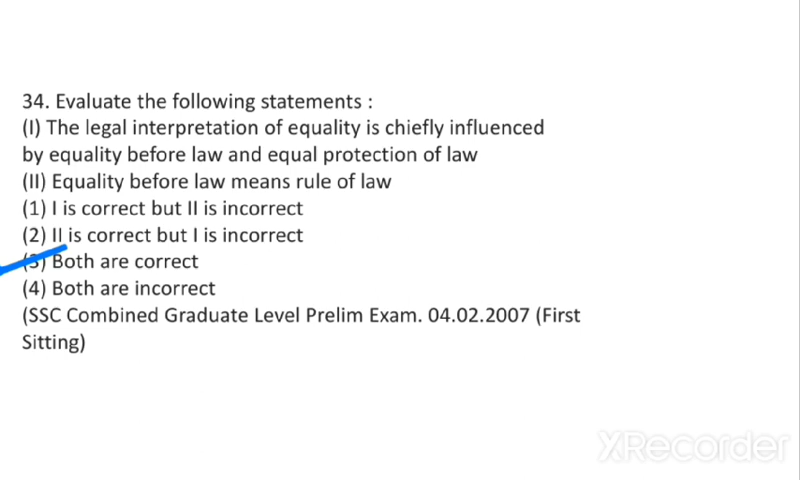 34. Evaluate the following statements :
(I) The legal interpretation of equality is chiefly influenced
by equality before law and equal protection of law
(II) Equality before law means rule of law
(1) I is correct but II is incorrect
(2) II is correct but I is incorrect
(3) Both are correct
(4) Both are incorrect
(SSC Combined Graduate Level Prelim Exam. 04.02.2007 (First
Sitting)
XRecorder